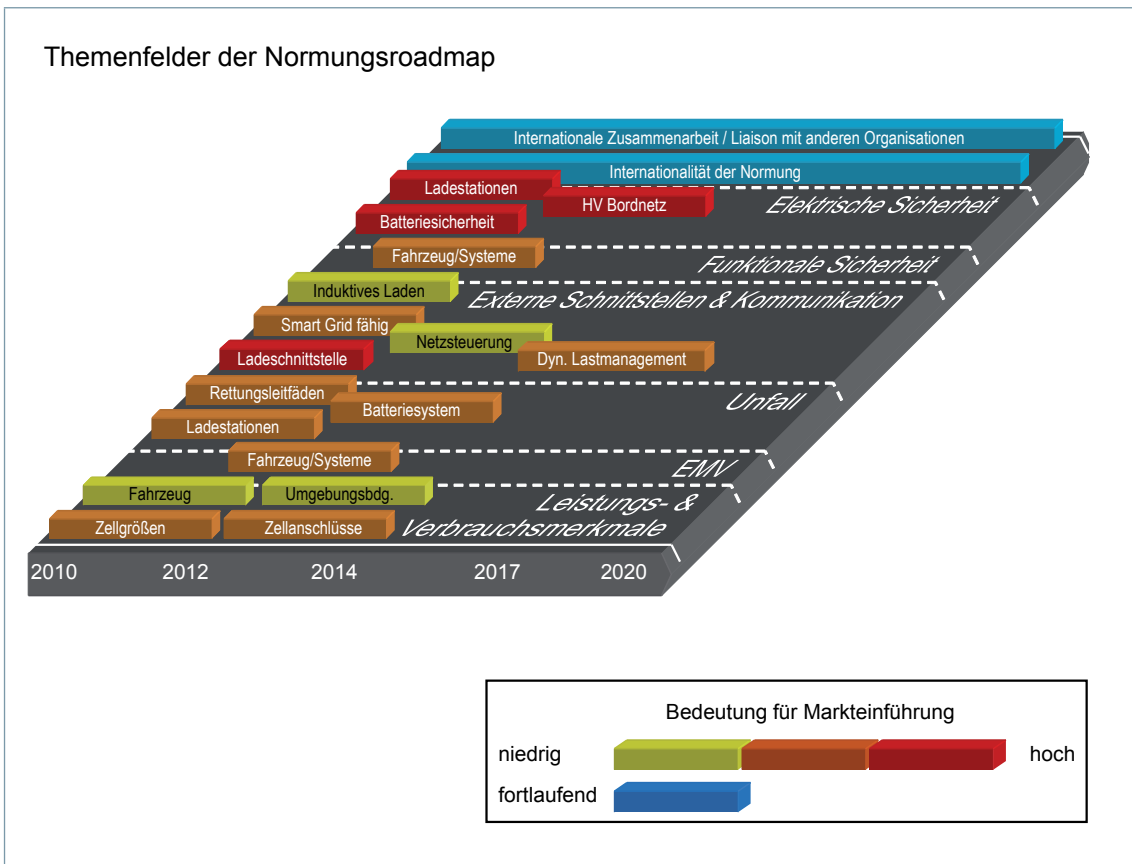 Themenfelder der Normungsroadmap
Internationale Zusammenarbeit / Liaison mit anderen Organisationen
Internationalität der Normung
Ladestationen
HV Bordnetz
Elektrische Sicherheit
Batteriesicherheit
Fahrzeug/Systeme
Funktionale Sicherheit
Induktives Laden
Externe Schnittstellen & Kommunikation
Smart Grid fähig
Netzsteuerung
Ladeschnittstelle
Dyn. Lastmanagement
Rettungsleitfäden
Batteriesystem
Unfall
Ladestationen
Fahrzeug/Systeme
EMV
Fahrzeug
Umgebungsbdg.
Leistungs- &
Verbrauchsmerkmale
Zellgrößen
Zellanschlüsse
2010 2012 2014 2017 2020
Bedeutung für Markteinführung
niedrig hoch
fortlaufend